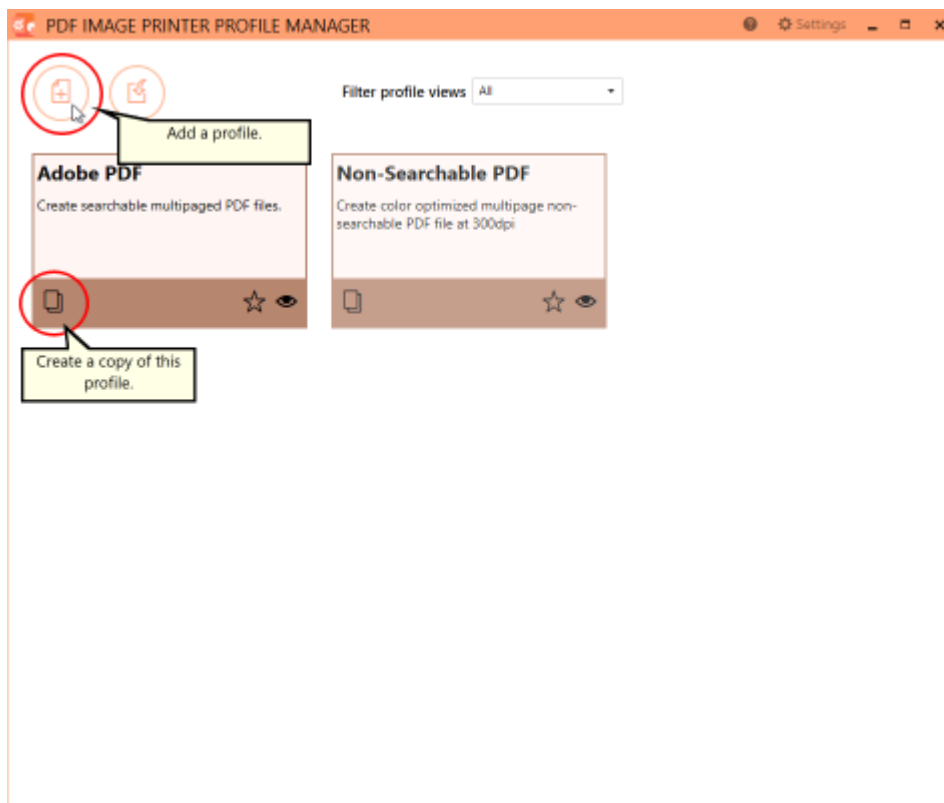 PDF IMAGE PRINTER PROFILE MANAGER
Settings
Filter profile views All
Add a profile.
Adobe PDF
Create searchable multipaged PDF files.
Non-Searchable PDF
Create color optimized multipage non-
searchable PDF file at 300dpi
Create a copy of this
profile.